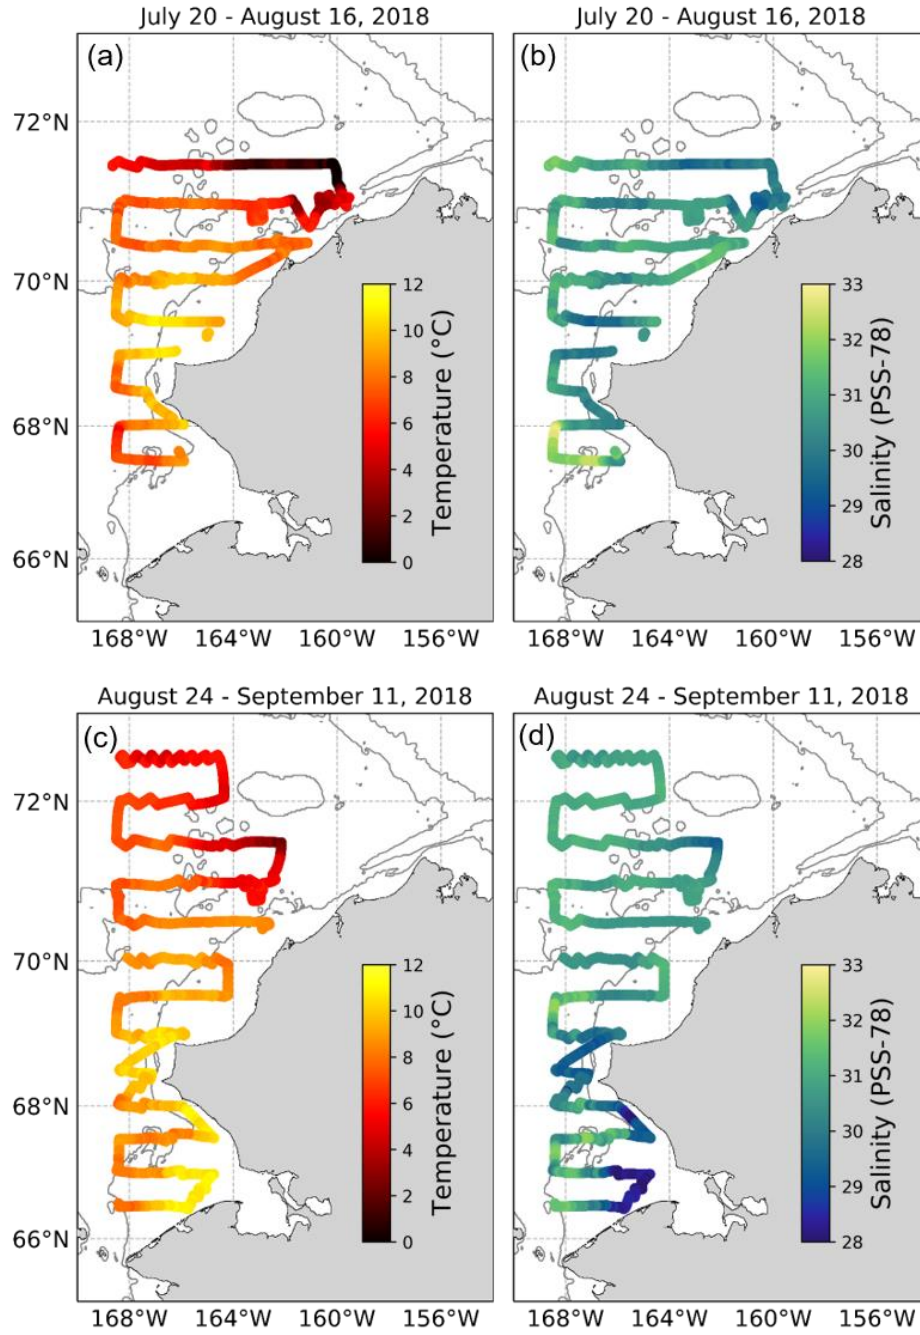 July 20 - August 16, 2018
July 20 - August 16, 2018
(a)
(b)
72°N
70°N
68°N
66°N
12
10
8
6
4
2
0
Temperature (°C)
33
32
31
30
29
28
Salinity (PSS-78)
168°W 164°W 160°W 156°W
168°W 164°W 160°W 156°W
August 24 - September 11, 2018
August 24 - September 11, 2018
(c)
(d)
72°N
70°N
68°N
66°N
12
10
8
6
4
2
0
Temperature (°C)
33
32
31
30
29
28
Salinity (PSS-78)
168°W 164°W 160°W 156°W
168°W 164°W 160°W 156°W